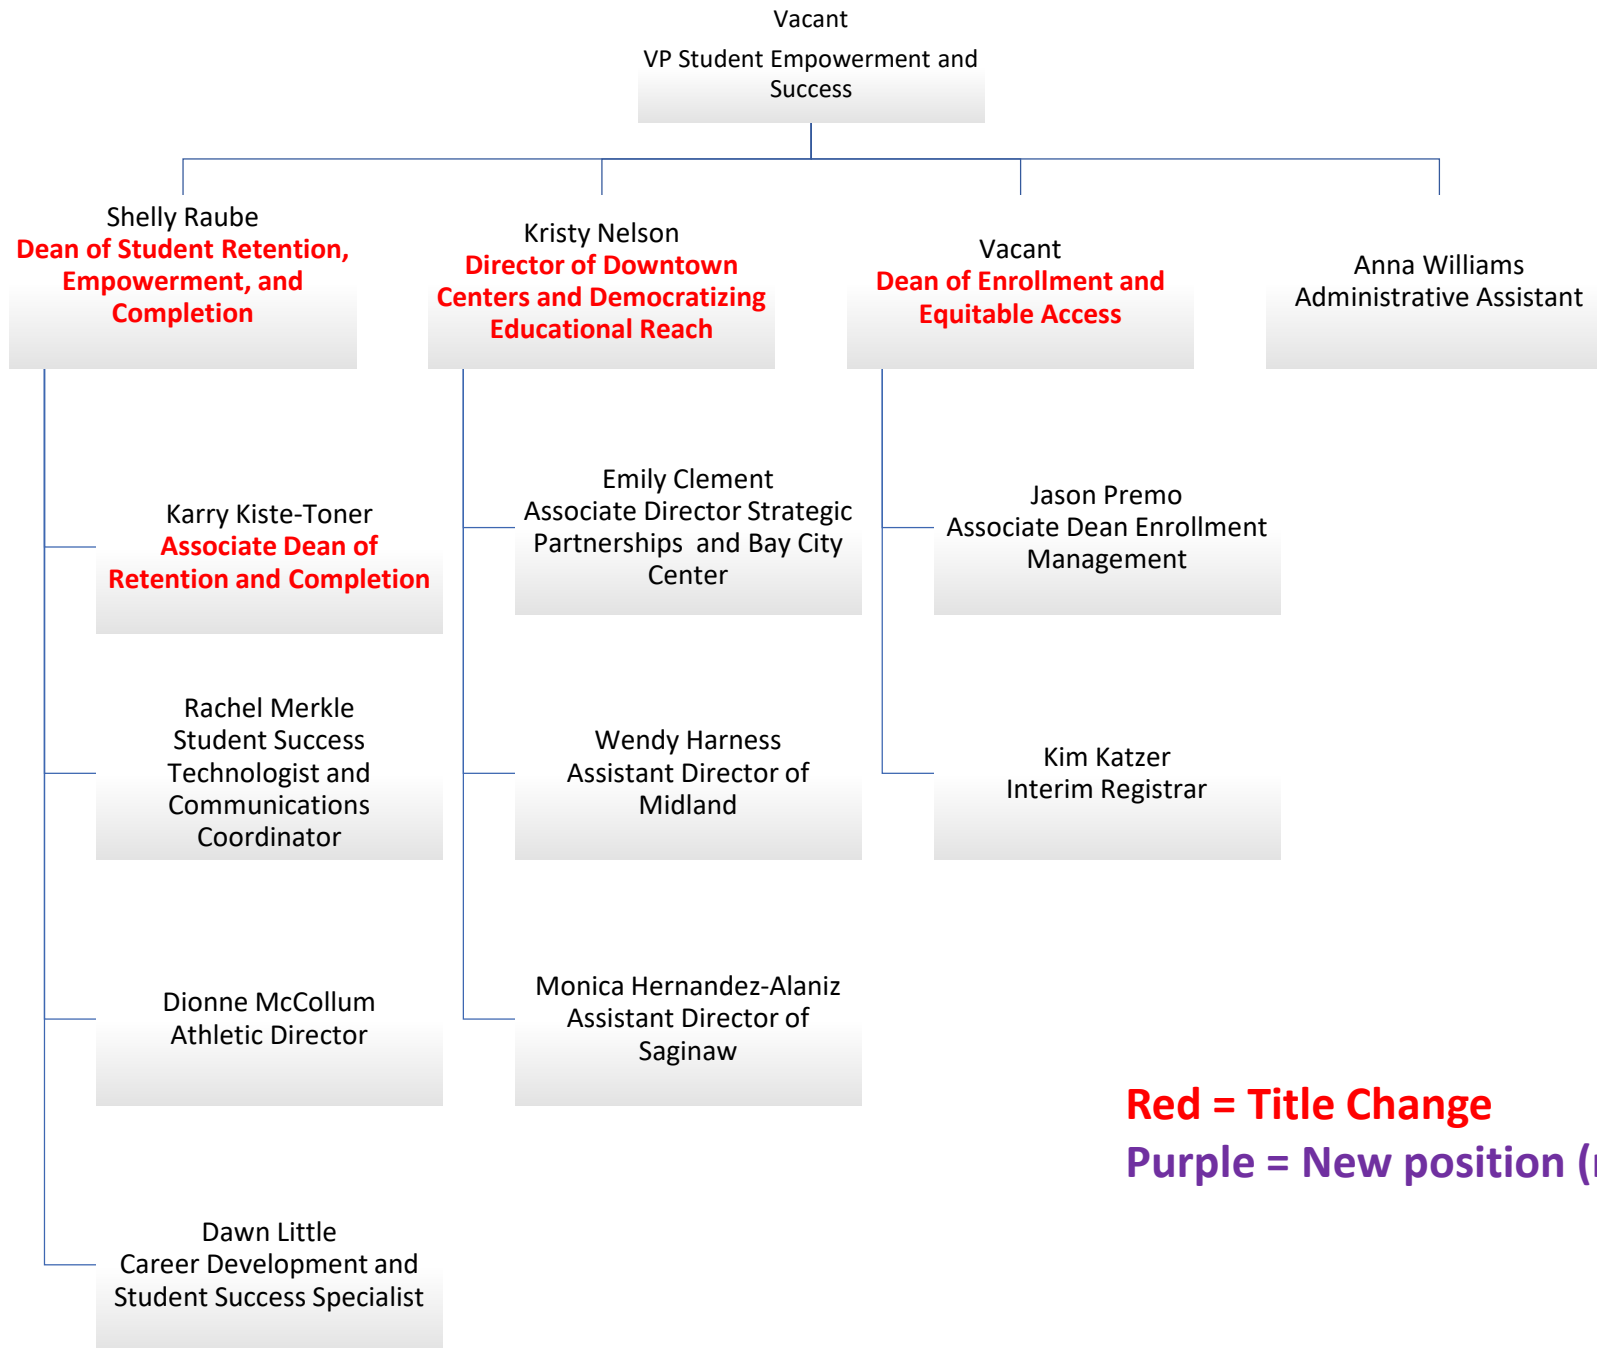 Vacant
VP Student Empowerment and
Success
Shelly Raube
Dean of Student Retention,
Empowerment, and
Completion
Kristy Nelson
Director of Downtown
Centers and Democratizing
Educational Reach
Vacant
Dean of Enrollment and
Equitable Access
Anna Williams
Administrative Assistant
Karry Kiste-Toner
Associate Dean of
Retention and Completion
Rachel Merkle
Student Success
Technologist and
Communications
Coordinator
Dionne McCollum
Athletic Director
Dawn Little
Career Development and
Student Success Specialist
Emily Clement
Associate Director Strategic
Partnerships  and Bay City
Center
Wendy Harness
Assistant Director of
Midland
Monica Hernandez-Alaniz
Assistant Director of
Saginaw
Jason Premo
Associate Dean Enrollment
Management
Kim Katzer
Interim Registrar
Red = Title Change
Purple = New position (